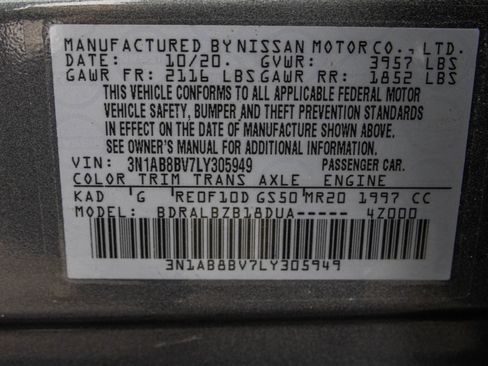 MANUFACTURED BY NISSAN MOTOR CO., LTD.
DATE: 10/20. GVWR: 3957 LBS
GAWR FR: 2116 LBS GAWR RR: 1852 LBS
THIS VEHICLE CONFORMS TO ALL APPLICABLE FEDERAL MOTOR
VEHICLE SAFETY, BUMPER AND THEFT PREVENTION STANDARDS
IN EFFECT ON THE DATE OF MANUFACTURE SHOWN ABOVE.
SEE OWNER'S MANUAL FOR ADDITIONAL INFORMATION.
VIN: 3N1AB8BV7LY305949 PASSENGER CAR.
COLOR TRIM TRANS AXLE ENGINE
KAD G RE0F10D GS50 MR20 1997 CC
MODEL: BDRALBZB18DUA----- 4Z000
3N1AB8BV7LY305949